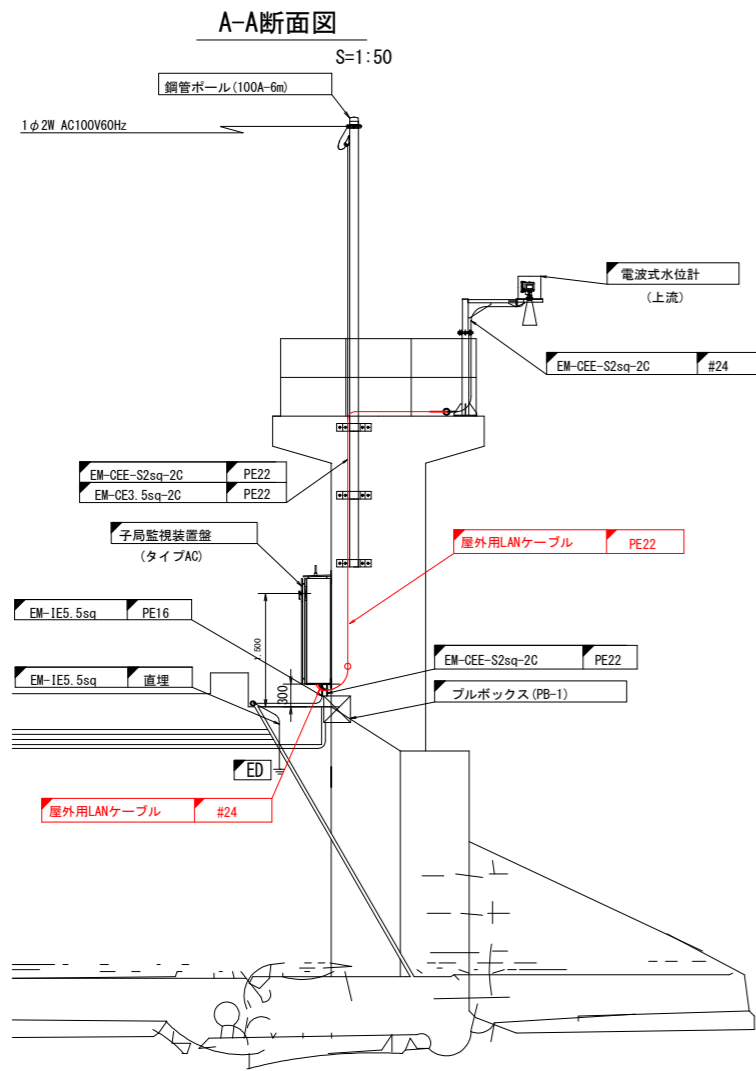 A-A断面図
S=1:50
鋼管ポール(100A-6m)
1φ2W AC100V60Hz
電波式水位計
(上流)
EM-CEE-S2sq-2C #24
EM-CEE-S2sq-2C PE22
EM-CE3.5sq-2C PE22
子局監視装置盤
(タイプAC)
屋外用LANケーブル PE22
EM-IE5.5sq PE16
1,500
EM-CEE-S2sq-2C PE22
EM-IE5.5sq 直埋
300
プルボックス(PB-1)
ED
屋外用LANケーブル #24